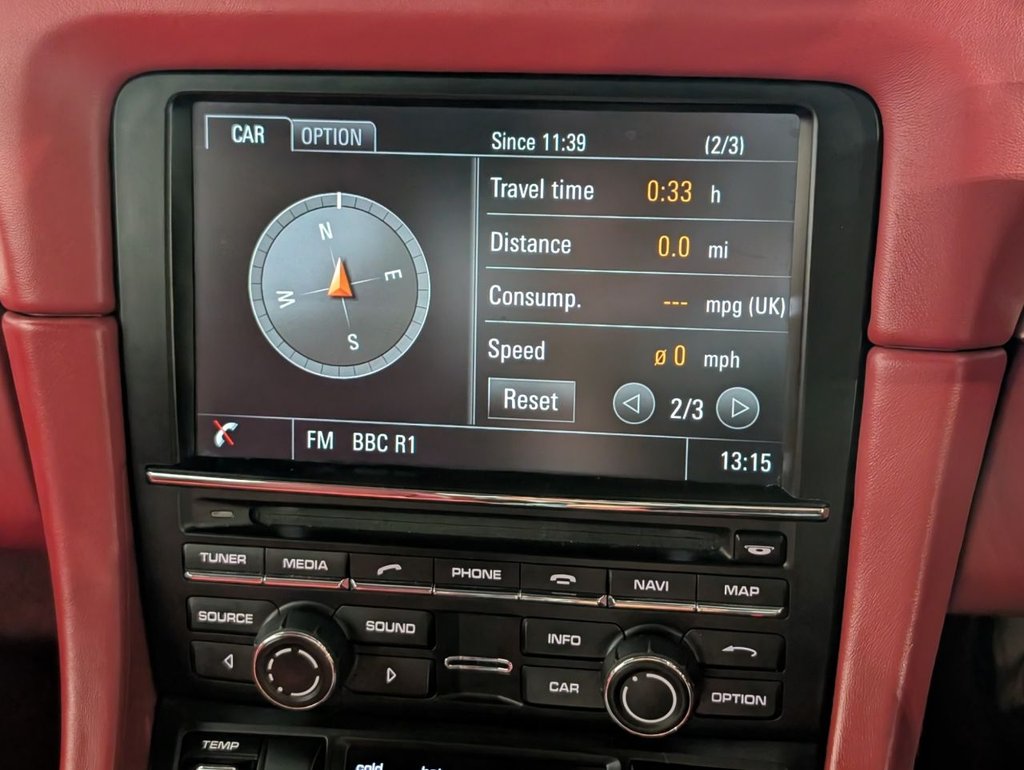 CAR OPTION Since 11:39 (2/3)
Travel time 0:33 h
Distance 0.0 mi
Consump. --- mpg (UK)
Speed ø 0 mph
Reset 2/3
N
E
W
S
FM BBC R1 13:15
TUNER MEDIA PHONE NAVI MAP
SOURCE SOUND INFO
CAR OPTION
TEMP
cold hot